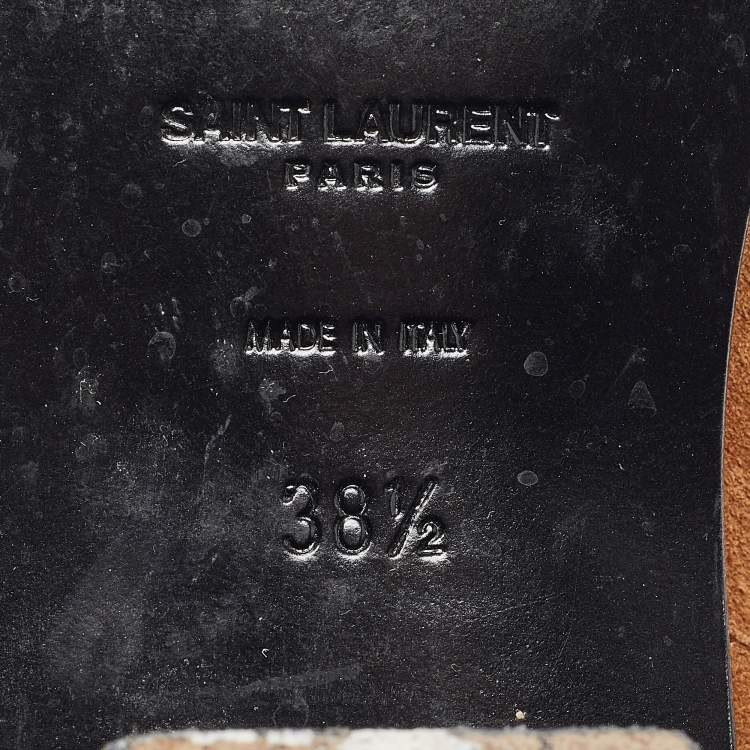 SAINT LAURENT
PARIS
MADE IN ITALY
38½